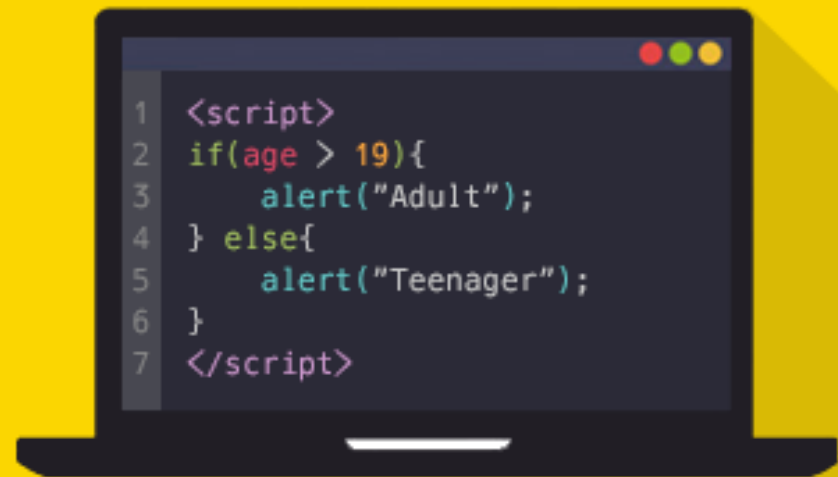 1 <script>
2 if(age > 19){
3     alert("Adult");
4 } else{
5     alert("Teenager");
6 }
7 </script>